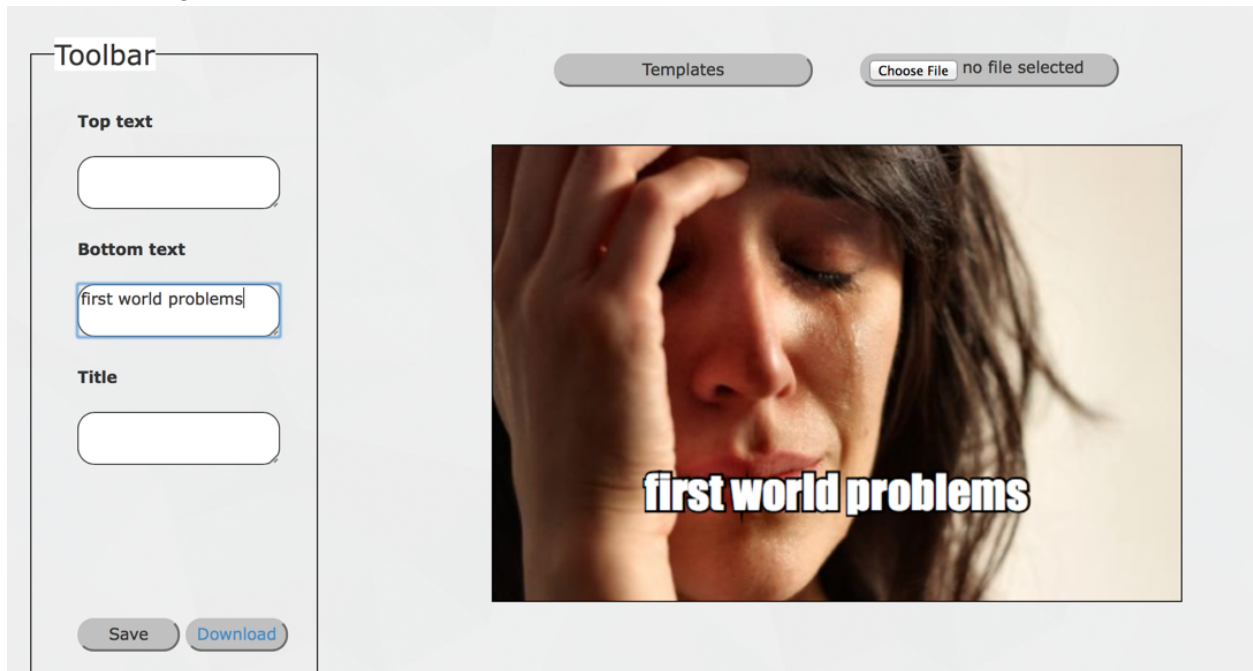 Toolbar
Templates
Choose File no file selected
Top text
Bottom text
first world problems
Title
first world problems
Save
Download